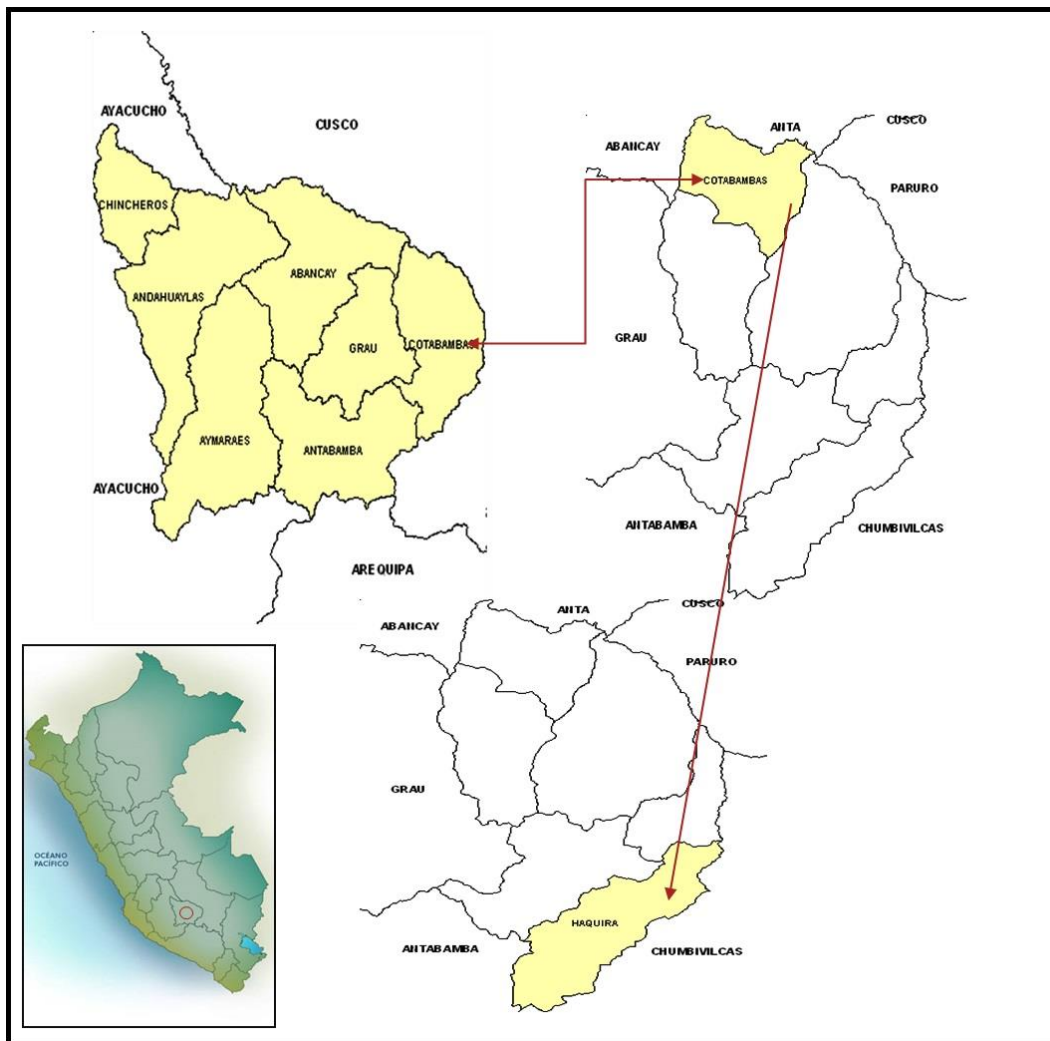 AYACUCHO
CUSCO
CHINCHEROS
ANDAHUAYLAS
ABANCAY
GRAU
COTABAMBAS
AYMARAES
ANTABAMBA
AYACUCHO
AREQUIPA
ANTA
CUSCO
ABANCAY
COTABAMBAS
PARURO
GRAU
ANTABAMBA
CHUMBIVILCAS
ANTA
CUSCO
ABANCAY
PARURO
GRAU
HAQUIRA
ANTABAMBA
CHUMBIVILCAS
OCÉANO
PACÍFICO